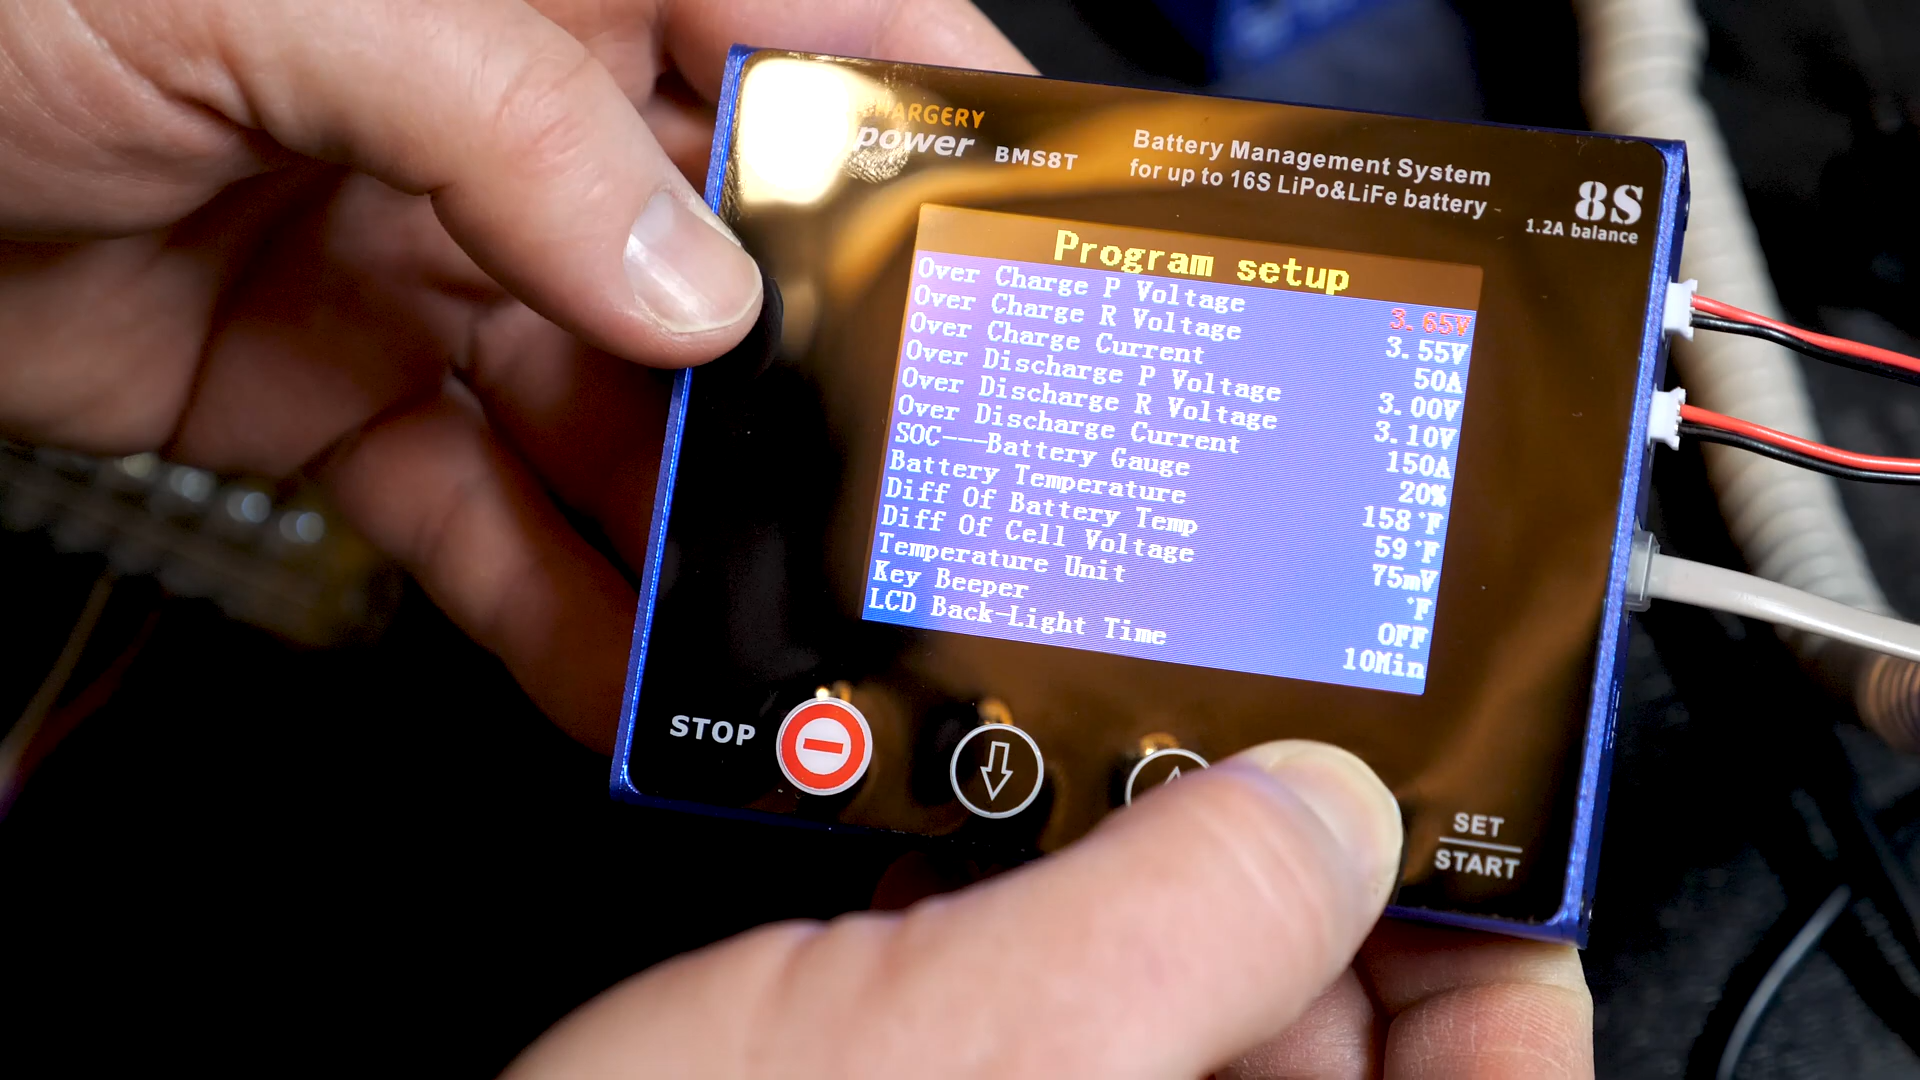 CHARGERY
power BMS8T
Battery Management System
for up to 16S LiPo&LiFe battery
8S
1.2A balance
Program setup
Over Charge P Voltage 3.65V
Over Charge R Voltage 3.55V
Over Charge Current 50A
Over Discharge P Voltage 3.00V
Over Discharge R Voltage 3.10V
Over Discharge Current 150A
SOC---Battery Gauge 20%
Battery Temperature 158°F
Diff Of Battery Temp 59°F
Diff Of Cell Voltage 75mV
Temperature Unit °F
Key Beeper OFF
LCD Back-Light Time 10Min
STOP
SET
START